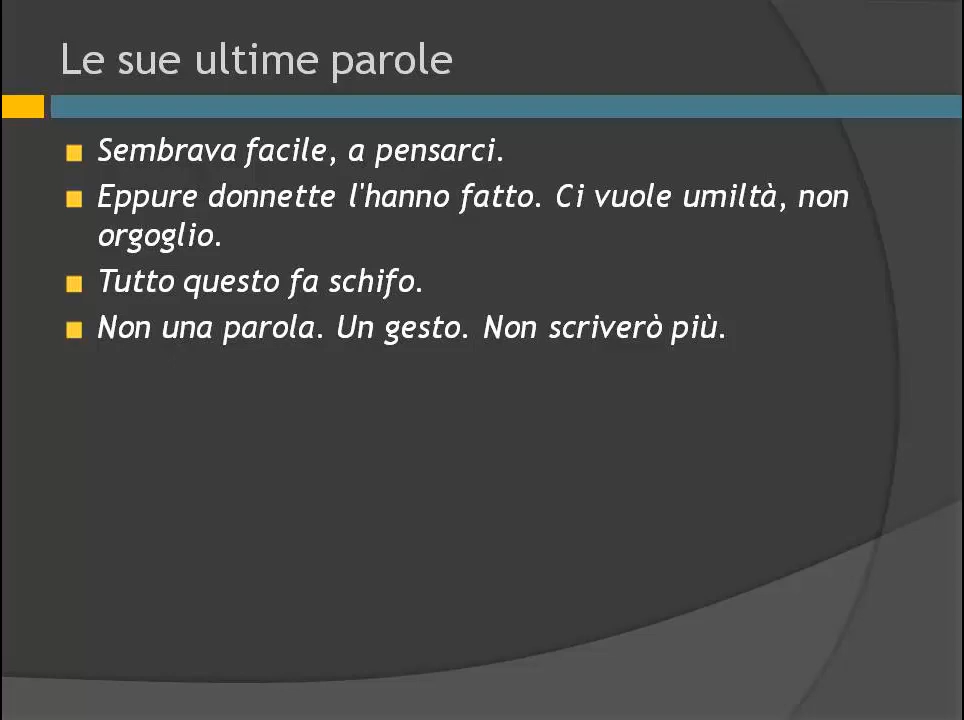 Le sue ultime parole
Sembrava facile, a pensarci.
Eppure donnette l'hanno fatto. Ci vuole umiltà, non
orgoglio.
Tutto questo fa schifo.
Non una parola. Un gesto. Non scriverò più.